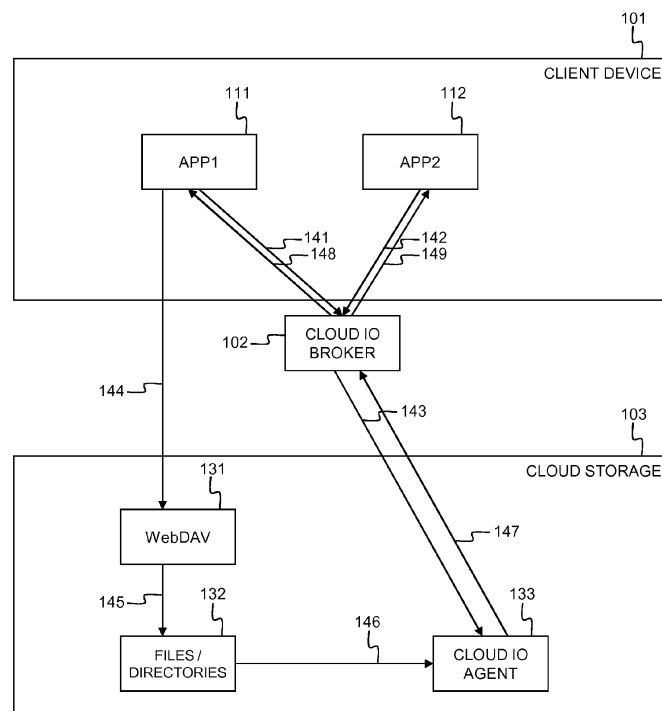 101
CLIENT DEVICE
111
112
APP1
APP2
141
148
142
149
102
CLOUD IO
BROKER
144
143
103
CLOUD STORAGE
131
WebDAV
147
145
132
146
133
FILES /
DIRECTORIES
CLOUD IO
AGENT